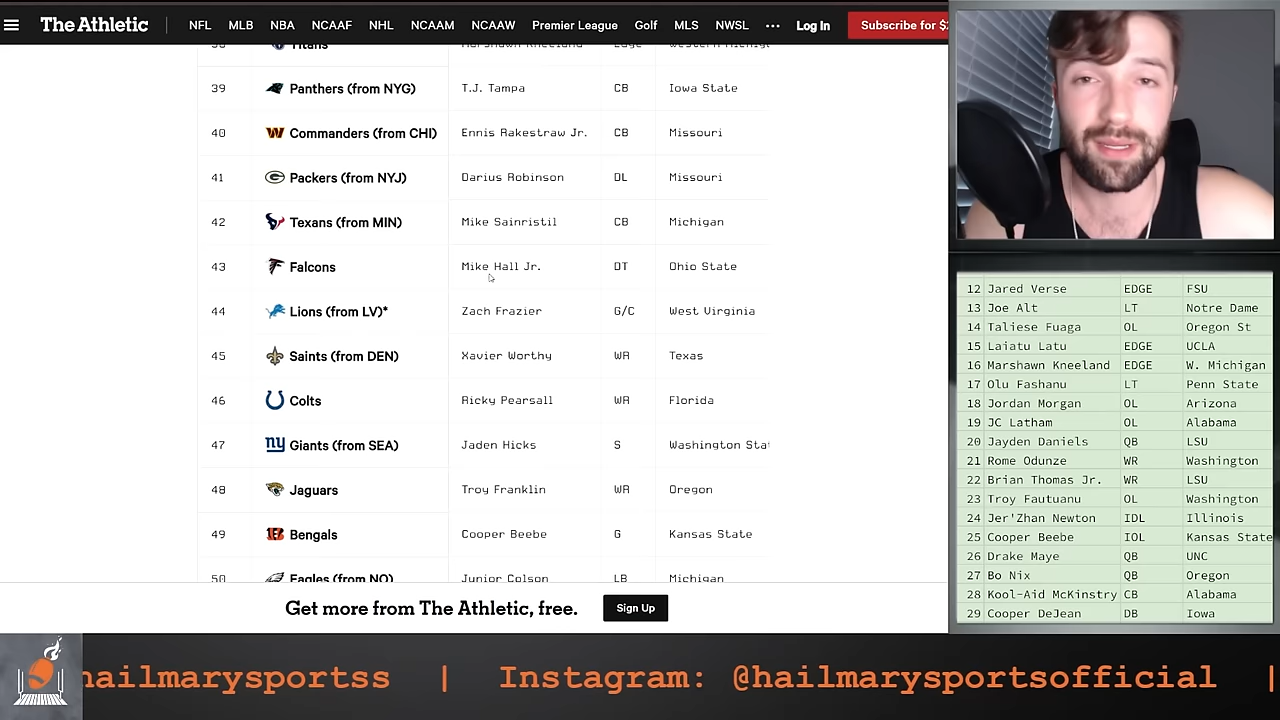 The Athletic
NFL MLB NBA NCAAF NHL NCAAM NCAAW Premier League Golf MLS NWSL ••• Log In Subscribe for $
Titans Marshawn Kneeland Edge
39 Panthers (from NYG) T.J. Tampa CB Iowa State
40 Commanders (from CHI) Ennis Rakestraw Jr. CB Missouri
41 Packers (from NYJ) Darius Robinson DL Missouri
42 Texans (from MIN) Mike Sainristil CB Michigan
43 Falcons Mike Hall Jr. DT Ohio State
44 Lions (from LV)* Zach Frazier G/C West Virginia
45 Saints (from DEN) Xavier Worthy WR Texas
46 Colts Ricky Pearsall WR Florida
47 ny Giants (from SEA) Jaden Hicks S Washington Sta
48 Jaguars Troy Franklin WR Oregon
49 Bengals Cooper Beebe G Kansas State
50 Eagles (from NO) Junior Colson LB Michigan
Get more from The Athletic, free. Sign Up
12 Jared Verse EDGE FSU
13 Joe Alt LT Notre Dame
14 Taliese Fuaga OL Oregon St
15 Laiatu Latu EDGE UCLA
16 Marshawn Kneeland EDGE W. Michigan
17 Olu Fashanu LT Penn State
18 Jordan Morgan OL Arizona
19 JC Latham OL Alabama
20 Jayden Daniels QB LSU
21 Rome Odunze WR Washington
22 Brian Thomas Jr. WR LSU
23 Troy Fautuanu OL Washington
24 Jer'Zhan Newton IDL Illinois
25 Cooper Beebe IOL Kansas State
26 Drake Maye QB UNC
27 Bo Nix QB Oregon
28 Kool-Aid McKinstry CB Alabama
29 Cooper DeJean DB Iowa
hailmarysportss | Instagram: @hailmarysportsofficial |